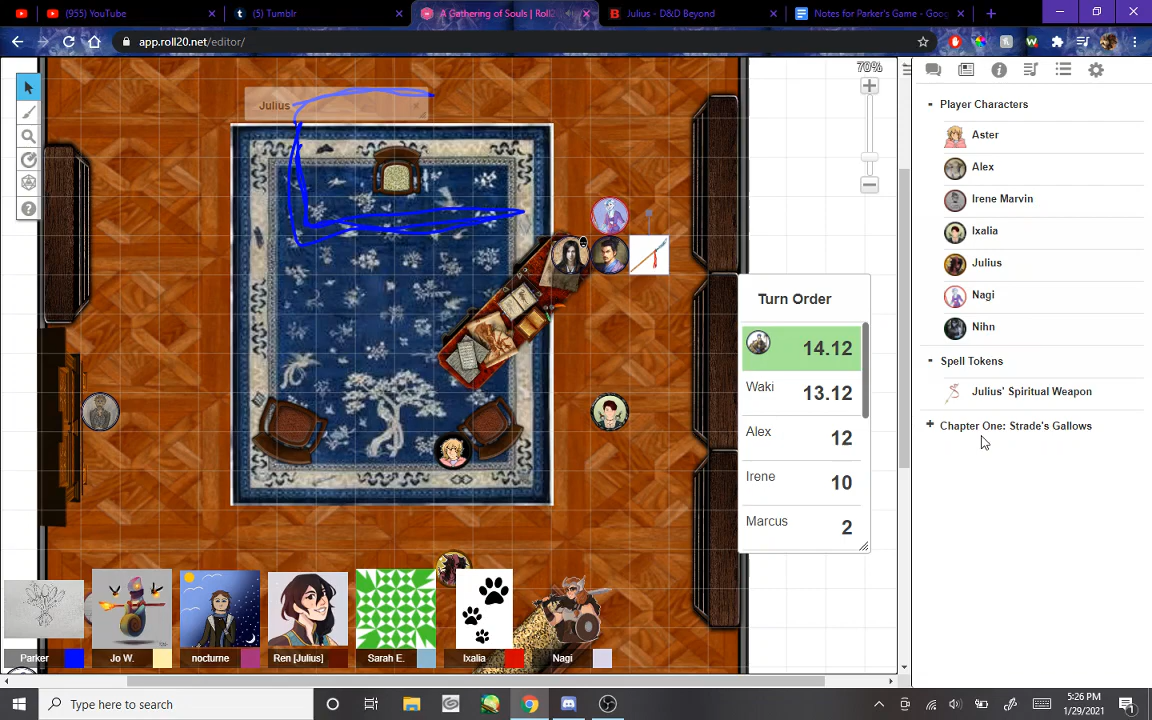 (955) YouTube
(5) Tumblr
A Gathering of Souls | Roll2
Julius - D&D Beyond
Notes for Parker's Game - Goog
app.roll20.net/editor/
70%
Julius
Player Characters
Aster
Alex
Irene Marvin
Ixalia
Julius
Nagi
Nihn
Spell Tokens
Julius' Spiritual Weapon
Chapter One: Strade's Gallows
Turn Order
14.12
Waki 13.12
Alex 12
Irene 10
Marcus 2
Parker
Jo W.
nocturne
Ren [Julius]
Sarah E.
Ixalia
Nagi
Type here to search
5:26 PM
1/29/2021
1